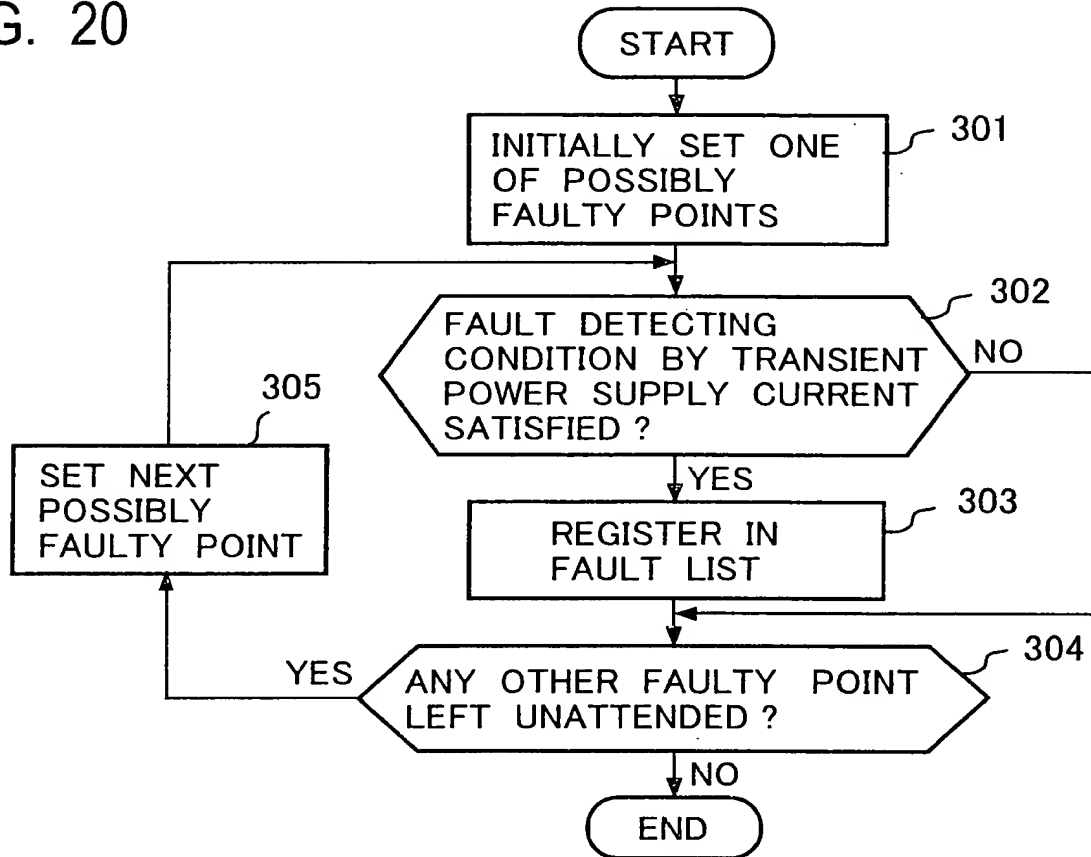 G. 20
START
301
INITIALLY SET ONE
OF POSSIBLY
FAULTY POINTS
302
FAULT DETECTING
CONDITION BY TRANSIENT
POWER SUPPLY CURRENT
SATISFIED ?
NO
305
SET NEXT
POSSIBLY
FAULTY POINT
YES
303
REGISTER IN
FAULT LIST
304
YES
ANY OTHER FAULTY POINT
LEFT UNATTENDED ?
NO
END